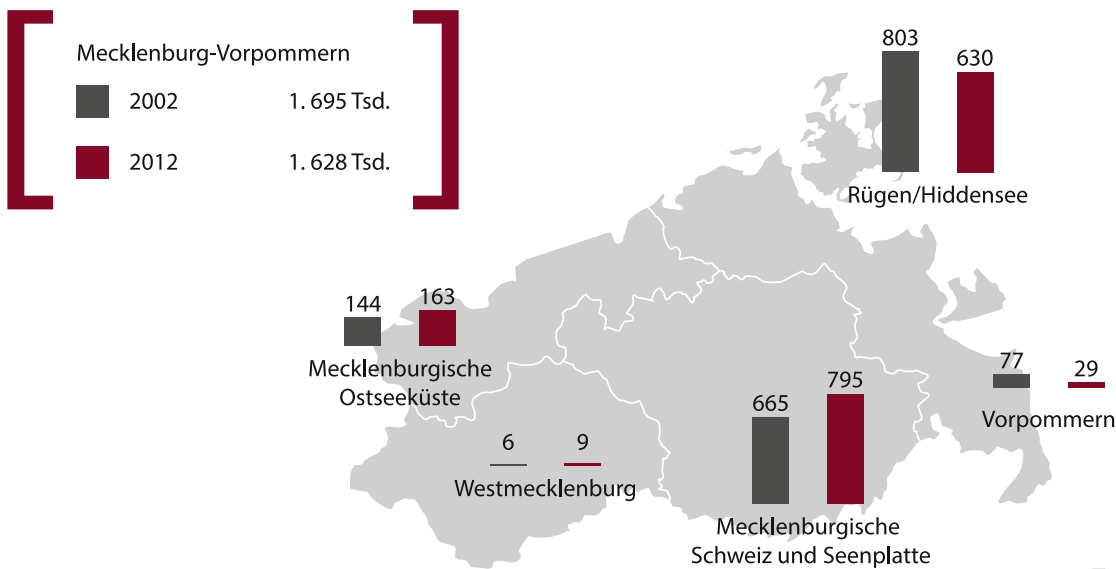 Mecklenburg-Vorpommern
2002 1. 695 Tsd.
2012 1. 628 Tsd.
803 630
Rügen/Hiddensee
144 163
Mecklenburgische
Ostseeküste
77 29
Vorpommern
665 795
Mecklenburgische
Schweiz und Seenplatte
6 9
Westmecklenburg